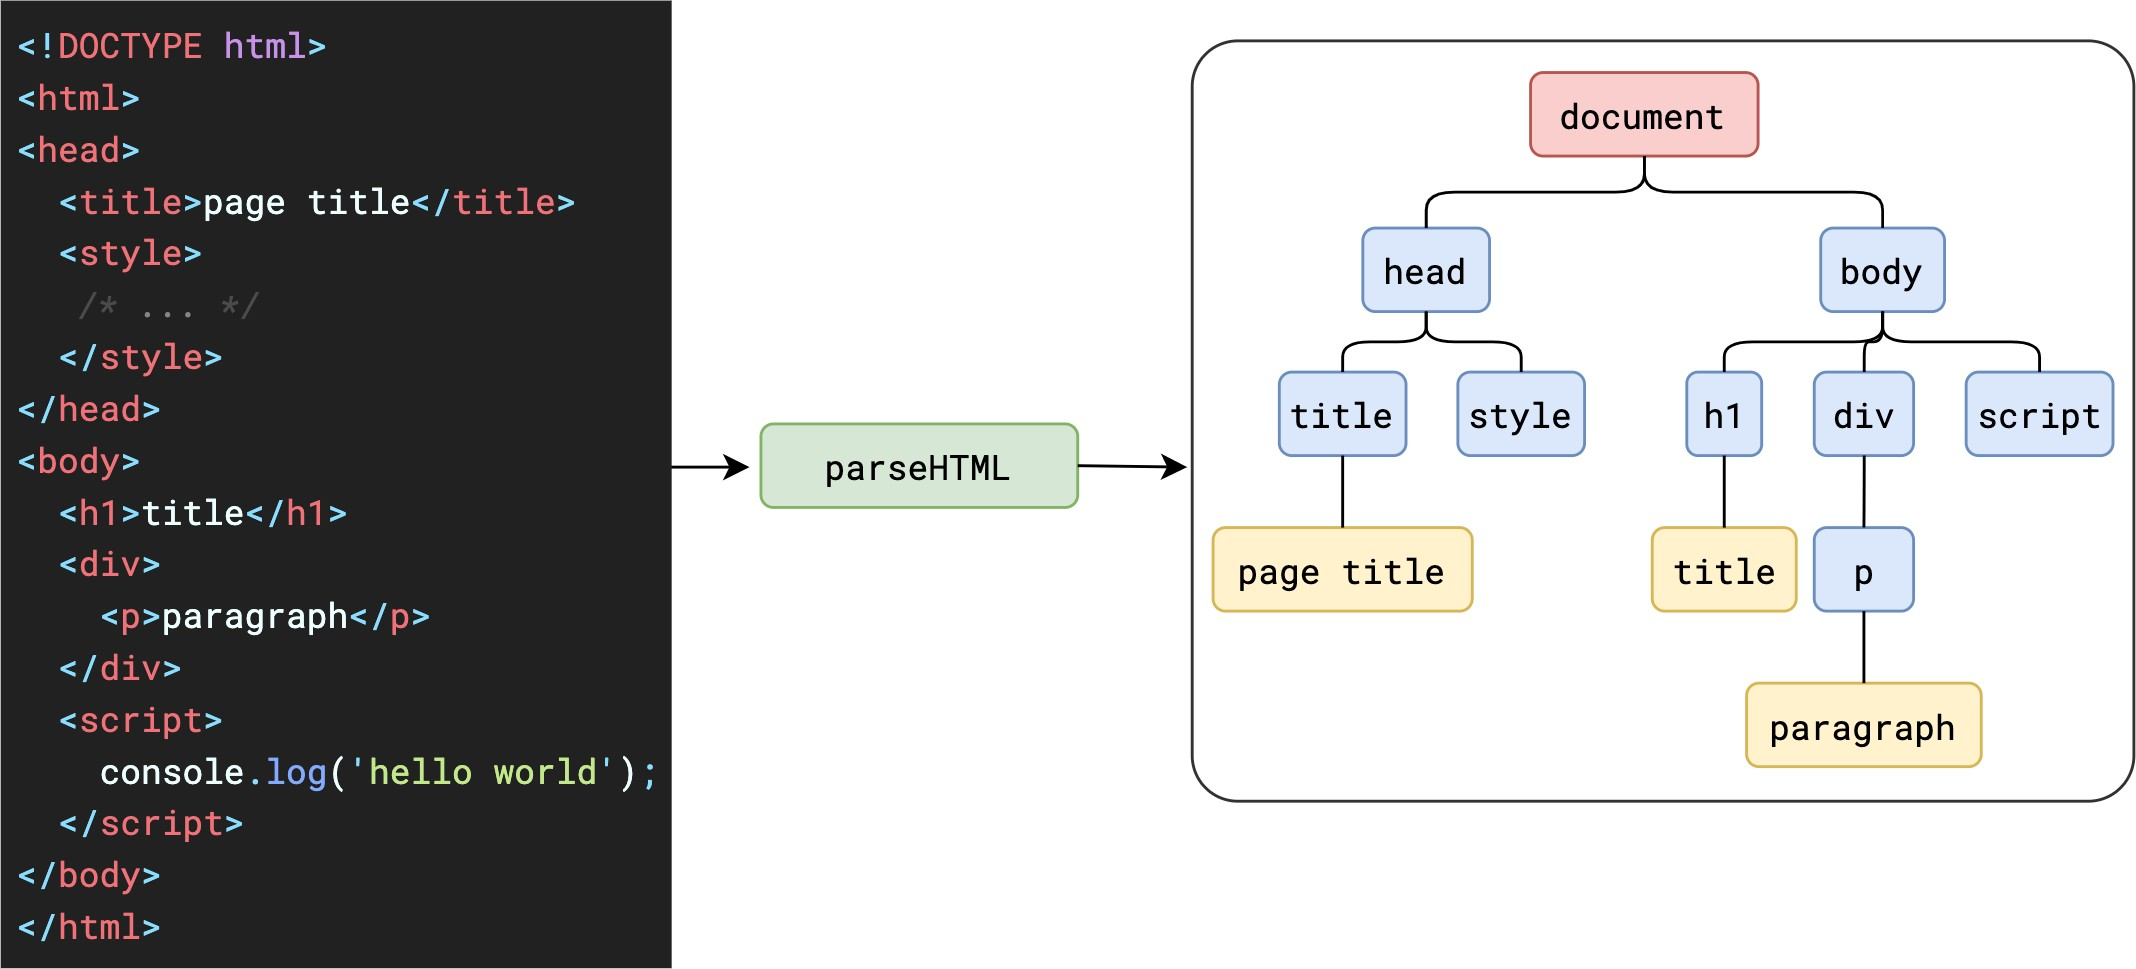 <!DOCTYPE html>
<html>
<head>
  <title>page title</title>
  <style>
   /* ... */
  </style>
</head>
<body>
  <h1>title</h1>
  <div>
    <p>paragraph</p>
  </div>
  <script>
    console.log('hello world');
  </script>
</body>
</html>
parseHTML
document
head body
title style h1 div script
page title title p
paragraph